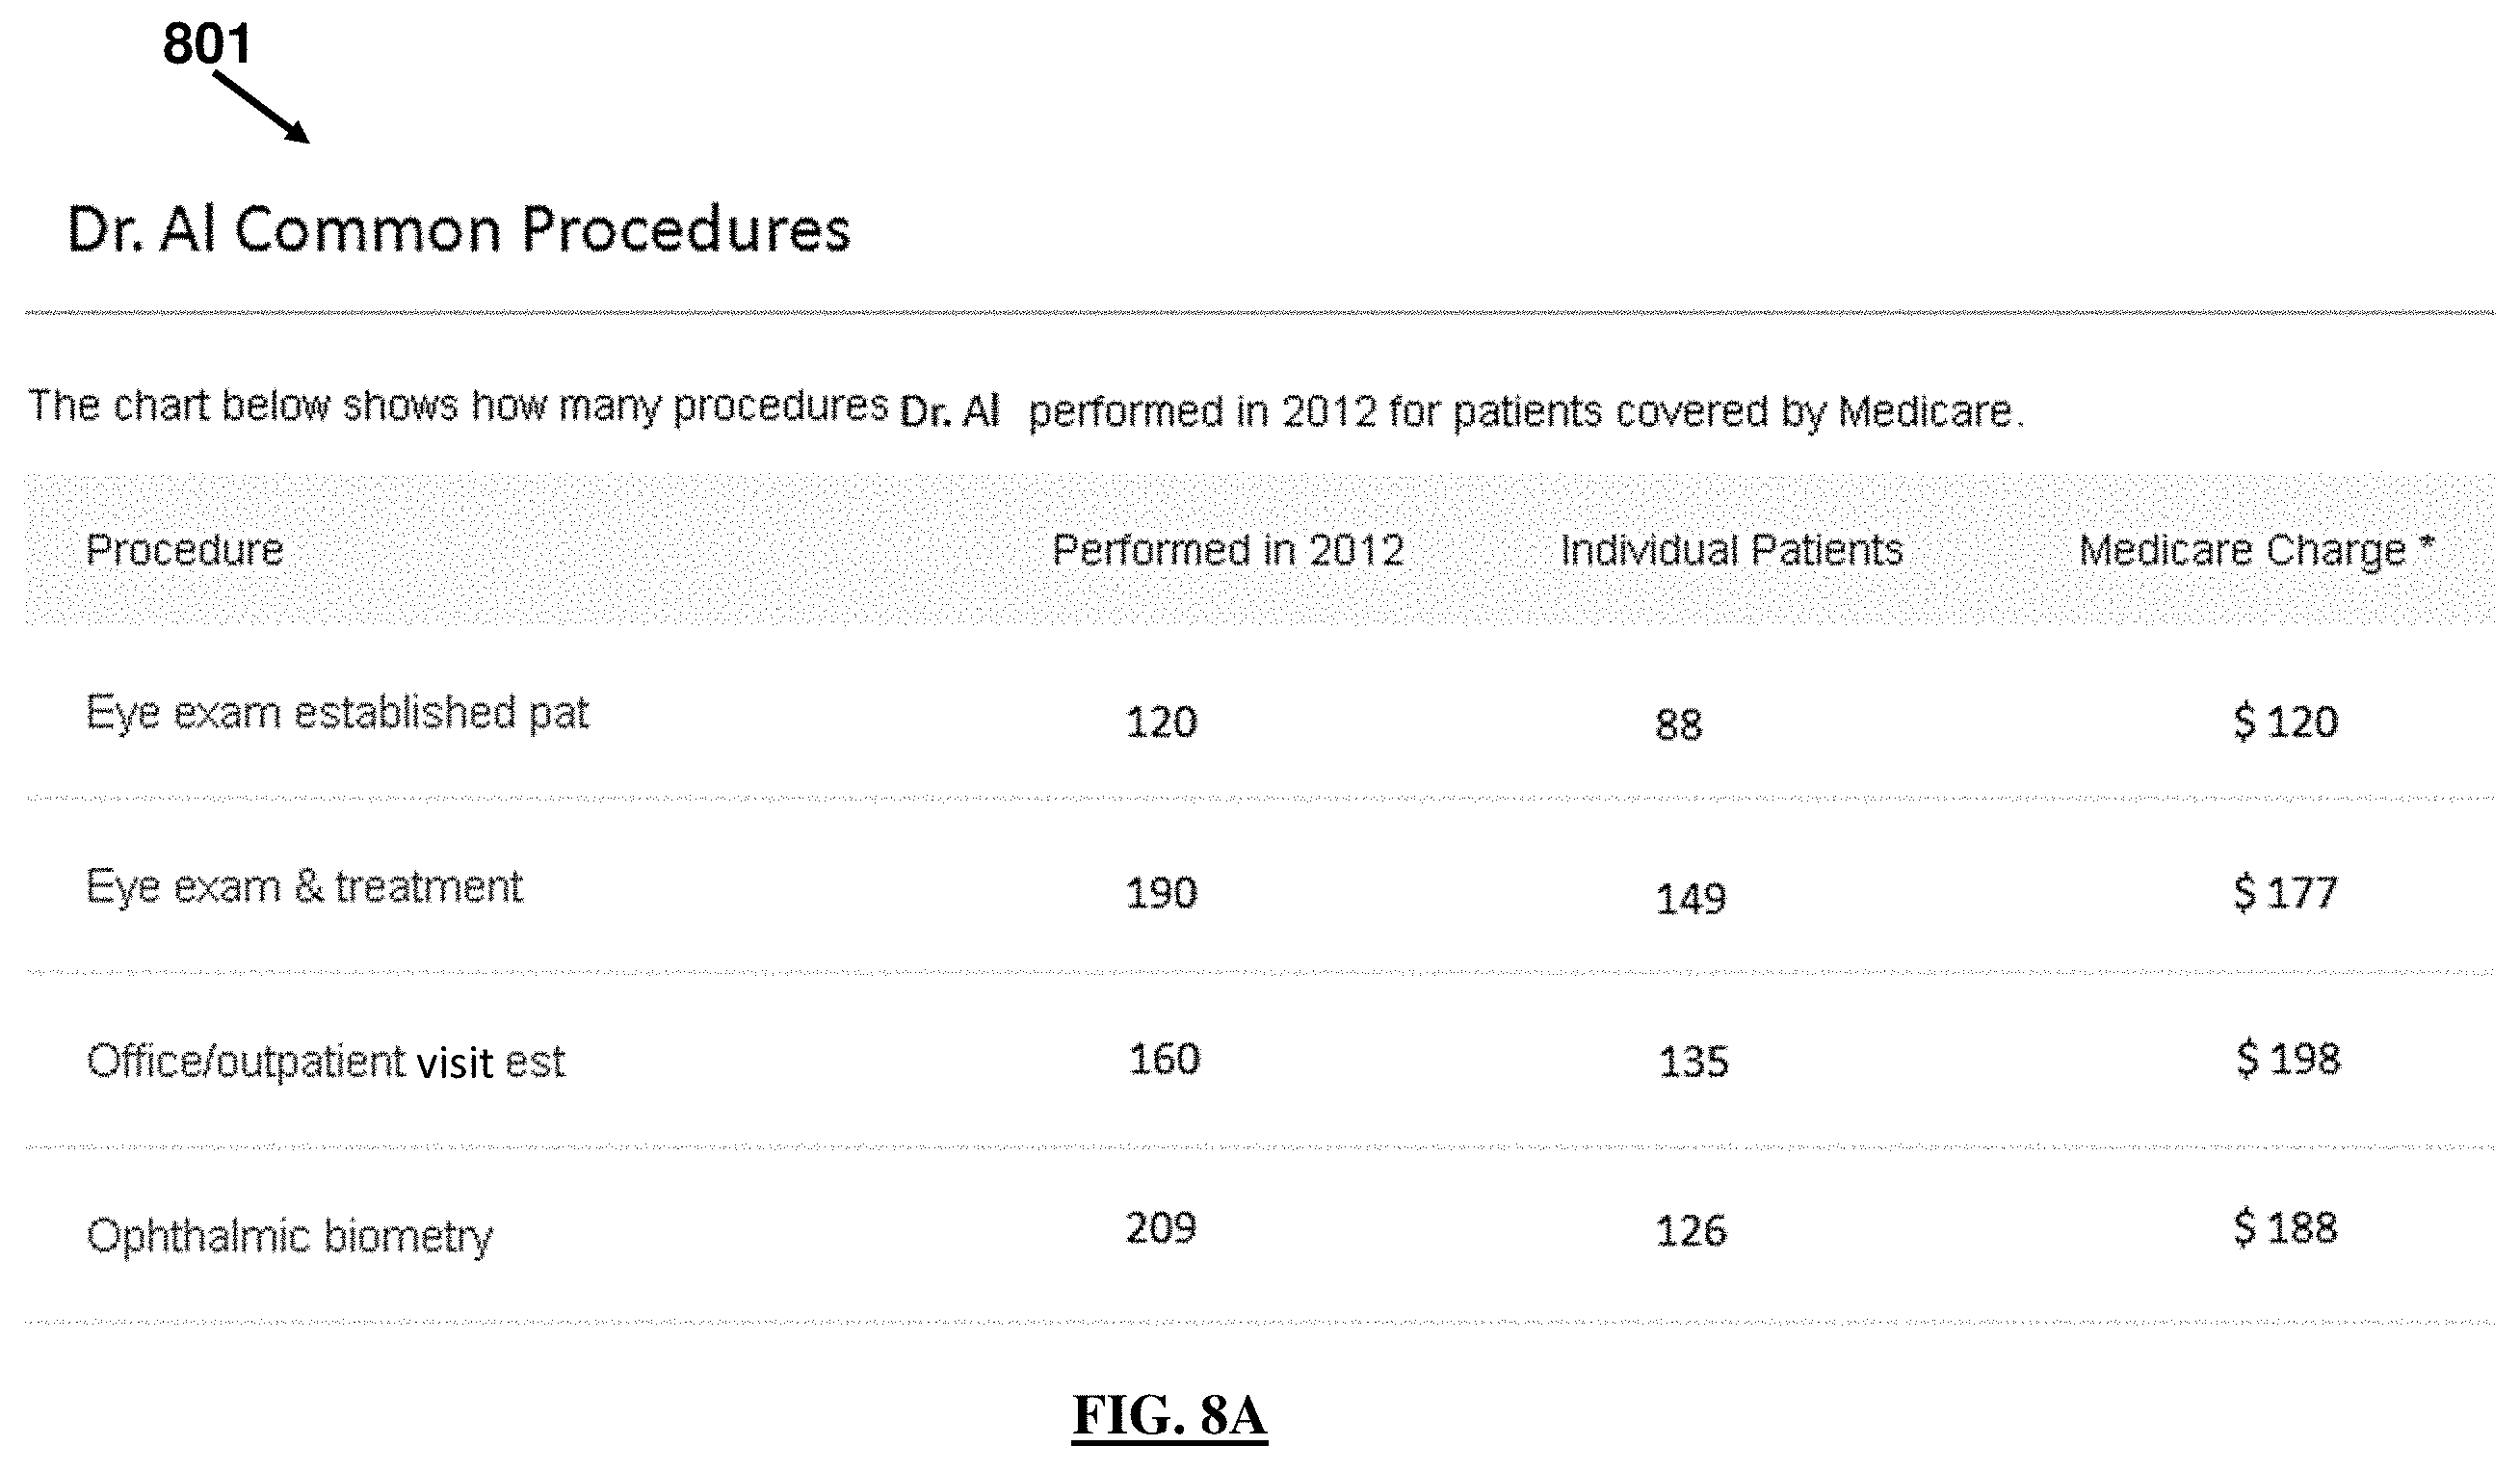 801
Dr. Al Common Procedures
The chart below shows how many procedures Dr. Al performed in 2012 for patients covered by Medicare.
Procedure Performed in 2012 Individual Patients Medicare Charge *
Eye exam established pat 120 88 $ 120
Eye exam & treatment 190 149 $ 177
Office/outpatient visit est 160 135 $ 198
Ophthalmic biometry 209 126 $ 188
FIG. 8A